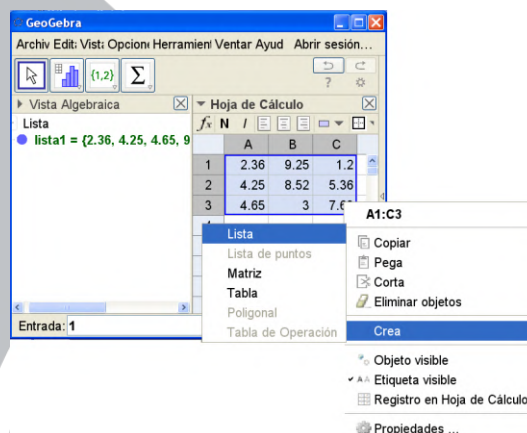 GeoGebra
Archiv Edit: Vist: Opcion Herramien Ventar Ayud Abrir sesión...
{1,2} Σ ?
Vista Algebraica
Hoja de Cálculo
Lista
fx N I
lista1 = {2.36, 4.25, 4.65, 9
A B C
1 2.36 9.25 1.2
2 4.25 8.52 5.36
3 4.65 3 7.6
Lista
Lista de puntos
Matriz
Tabla
Poligonal
Tabla de Operación
Entrada: 1
A1:C3
Copiar
Pega
Corta
Eliminar objetos
Crea
Objeto visible
AA Etiqueta visible
Registro en Hoja de Cálculo
Propiedades ...